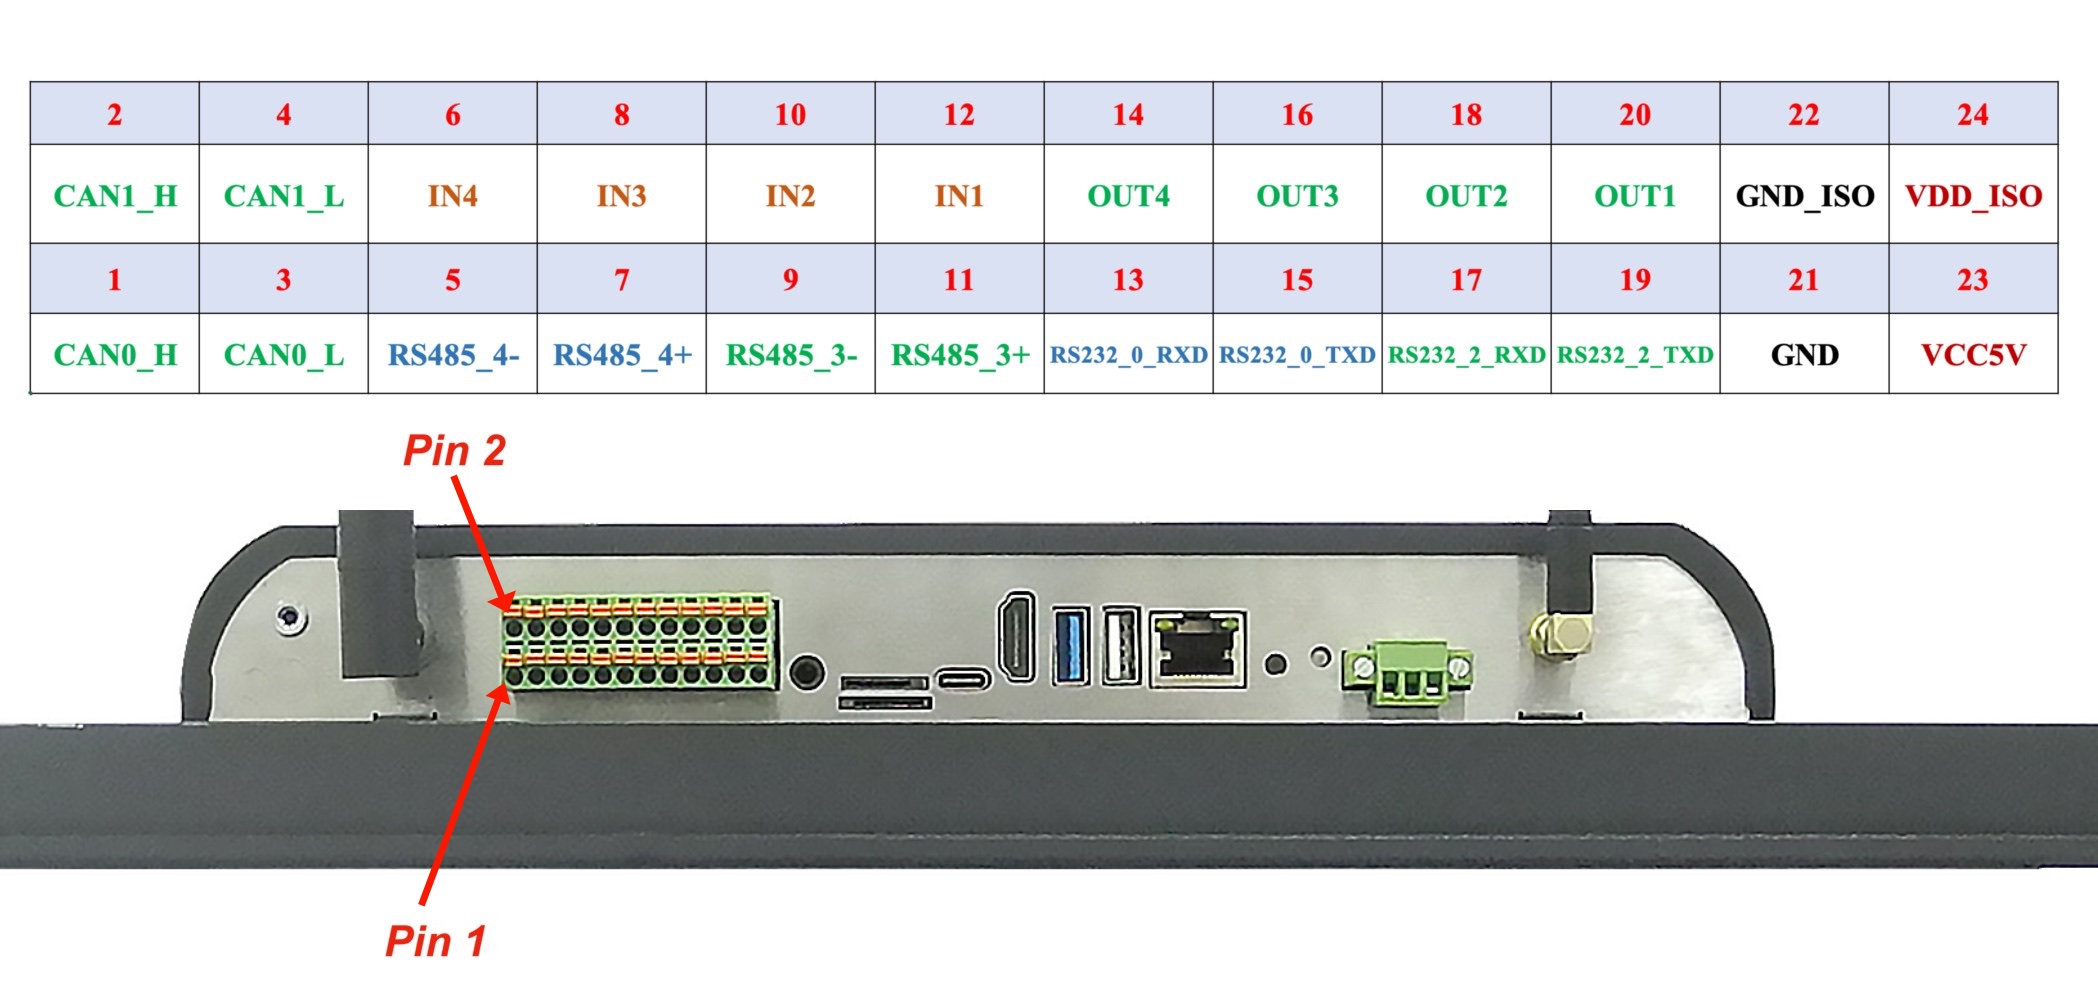 2 4 6 8 10 12 14 16 18 20 22 24
CAN1_H CAN1_L IN4 IN3 IN2 IN1 OUT4 OUT3 OUT2 OUT1 GND_ISO VDD_ISO
1 3 5 7 9 11 13 15 17 19 21 23
CAN0_H CAN0_L RS485_4- RS485_4+ RS485_3- RS485_3+ RS232_0_RXD RS232_0_TXD RS232_2_RXD RS232_2_TXD GND VCC5V
Pin 2
Pin 1